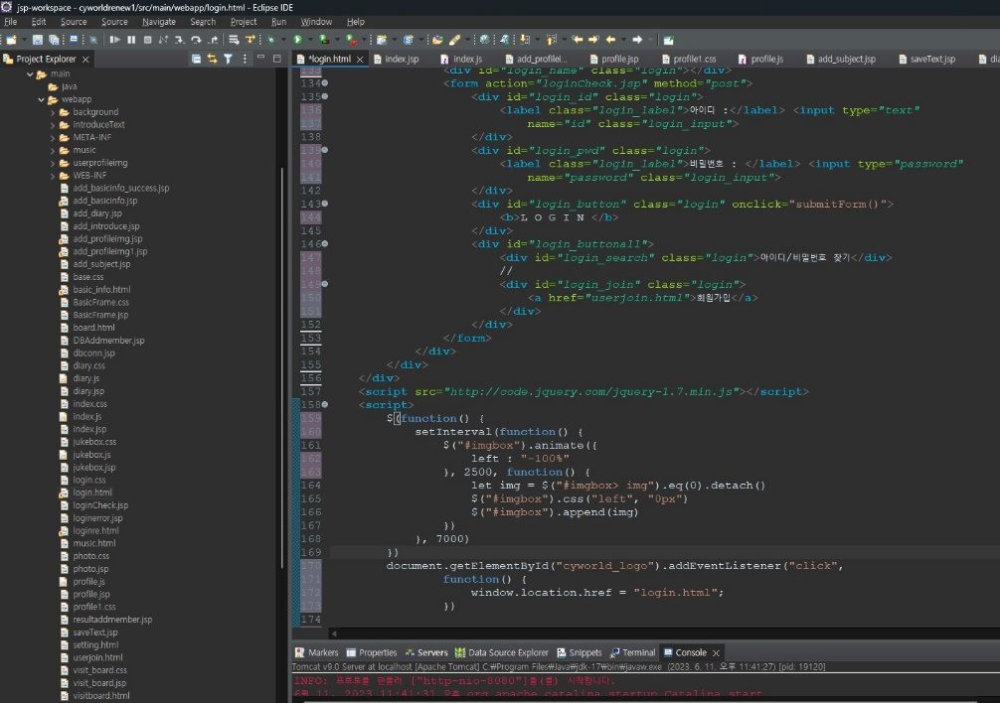 jsp-workspace - cyworldrenew1/src/main/webapp/login.html - Eclipse IDE
File Edit Source Source Navigate Search Project Run Window Help
Project Explorer
main
java
webapp
background
introduceText
META-INF
music
userprofileimg
WEB-INF
add_basicinfo_success.jsp
add_basicinfo.jsp
add_diary.jsp
add_introduce.jsp
add_profileimg.jsp
add_profileimg1.jsp
add_subject.jsp
base.css
basic_info.html
BasicFrame.css
BasicFrame.jsp
board.html
DBAddmember.jsp
dbconn.jsp
diary.css
diary.js
diary.jsp
index.css
index.js
index.jsp
jukebox.css
jukebox.js
jukebox.jsp
login.css
login.html
loginCheck.jsp
loginerror.jsp
loginre.html
music.html
photo.css
photo.jsp
profile.js
profile.jsp
profile1.css
resultaddmember.jsp
saveText.jsp
setting.html
userjoin.html
visit_board.css
visit_board.jsp
visitboard.html
*login.html index.jsp index.js add_profilei... profile.jsp profile1.css profile.js add_subject.jsp saveText.jsp dia
133 <div id="login_name" class="login"></div>
134 <form action="loginCheck.jsp" method="post">
135 <div id="login_id" class="login">
136 <label class="login_label">아이디 :</label> <input type="text"
137 name="id" class="login_input">
138 </div>
139 <div id="login_pwd" class="login">
140 <label class="login_label">비밀번호 : </label> <input type="password"
141 name="password" class="login_input">
142 </div>
143 <div id="login_button" class="login" onclick="submitForm()">
144 <b>L O G I N </b>
145 </div>
146 <div id="login_buttonall">
147 <div id="login_search" class="login">아이디/비밀번호 찾기</div>
148 //
149 <div id="login_join" class="login">
150 <a href="userjoin.html">회원가입</a>
151 </div>
152 </div>
153 </form>
154 </div>
155 </div>
156 </div>
157 <script src="http://code.jquery.com/jquery-1.7.min.js"></script>
158 <script>
159 $(function() {
160 setInterval(function() {
161 $("#imgbox").animate({
162 left : "-100%"
163 }, 2500, function() {
164 let img = $("#imgbox> img").eq(0).detach()
165 $("#imgbox").css("left", "0px")
166 $("#imgbox").append(img)
167 })
168 }, 7000)
169 })
170 document.getElementById("cyworld_logo").addEventListener("click",
171 function() {
172 window.location.href = "login.html";
173 })
174
Markers Properties Servers Data Source Explorer Snippets Terminal Console
Tomcat v9.0 Server at localhost [Apache Tomcat] C:₩Program Files₩Java₩jdk-17₩bin₩javaw.exe (2023. 6. 11. 오후 11:41:27) [pid: 19120]
INFO: 프로토콜 핸들러 ["http-nio-8080"]을(를) 시작합니다.
6월 11, 2023 11:41:31 오후 org.apache.catalina.startup.Catalina start